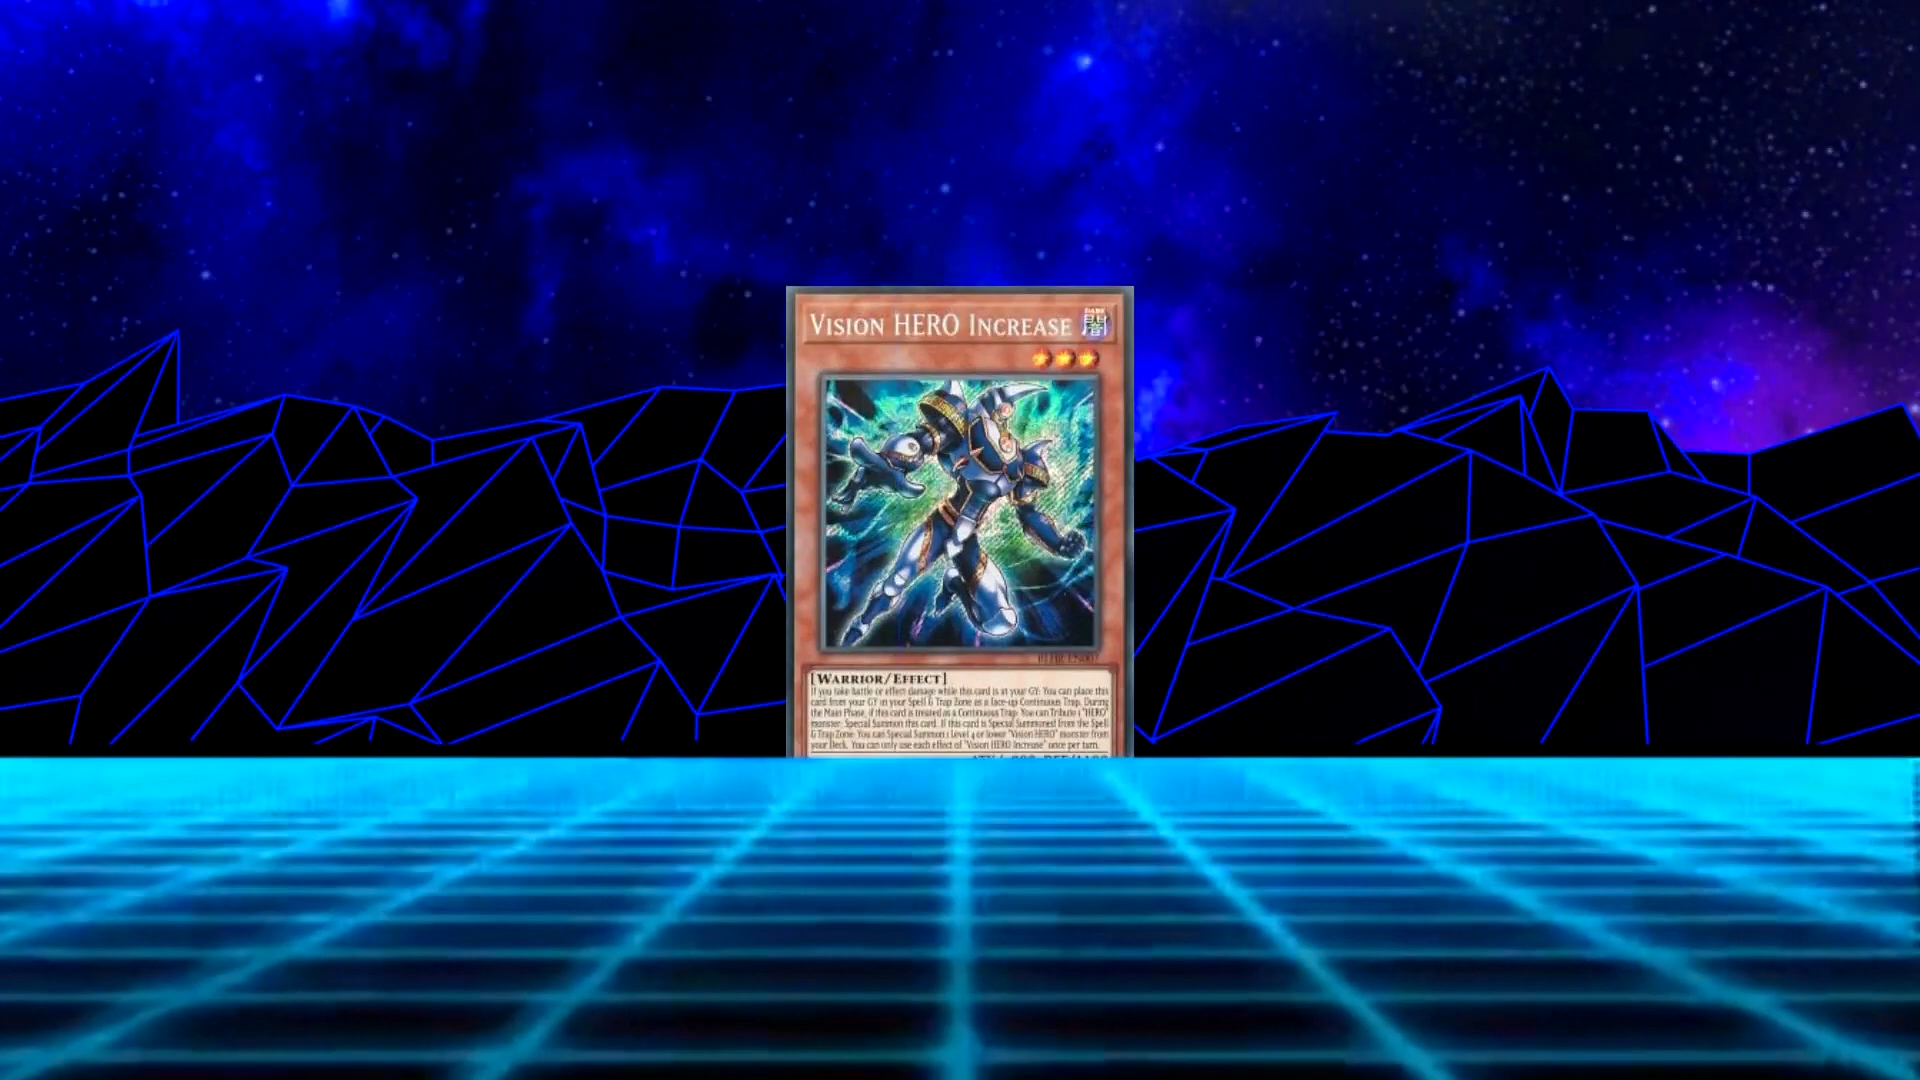 Vision HERO Increase
DARK
闇
[Warrior/Effect]
If you take battle or effect damage while this card is in your GY: You can place this
card from your GY in your Spell & Trap Zone as a face-up Continuous Trap. During
the Main Phase, if this card is treated as a Continuous Trap: You can Tribute 1 "HERO"
monster; Special Summon this card. If this card is Special Summoned from the Spell
& Trap Zone: You can Special Summon 1 Level 4 or lower "Vision HERO" monster from
your Deck. You can only use each effect of "Vision HERO Increase" once per turn.